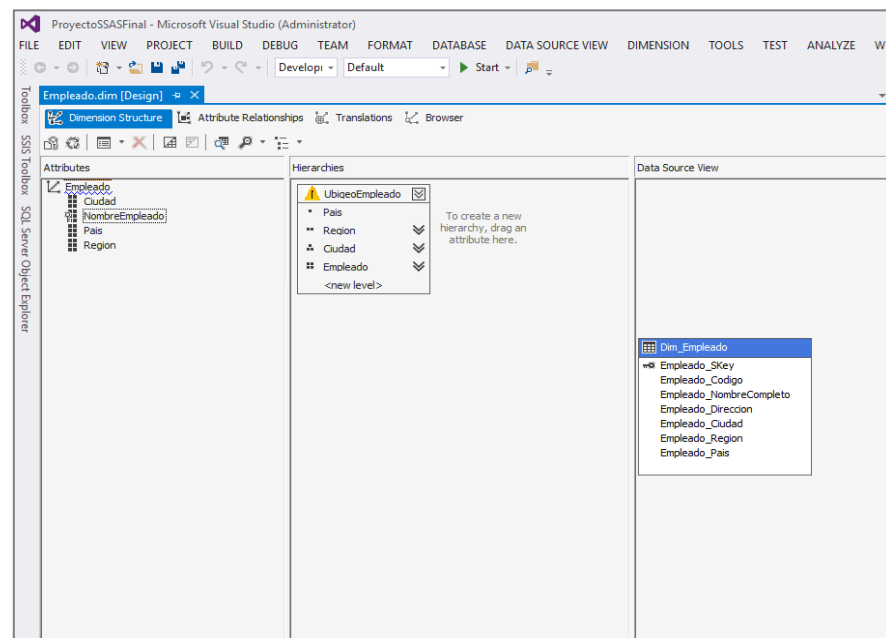 ProyectoSSASFinal - Microsoft Visual Studio (Administrator)
FILE EDIT VIEW PROJECT BUILD DEBUG TEAM FORMAT DATABASE DATA SOURCE VIEW DIMENSION TOOLS TEST ANALYZE W
Developi Default Start
Toolbox
SSIS Toolbox
SQL Server Object Explorer
Empleado.dim [Design]
Dimension Structure Attribute Relationships Translations Browser
Attributes
Empleado
Ciudad
NombreEmpleado
Pais
Region
Hierarchies
UbigeoEmpleado
Pais
Region
Ciudad
Empleado
<new level>
To create a new
hierarchy, drag an
attribute here.
Data Source View
Dim_Empleado
Empleado_SKey
Empleado_Codigo
Empleado_NombreCompleto
Empleado_Direccion
Empleado_Ciudad
Empleado_Region
Empleado_Pais